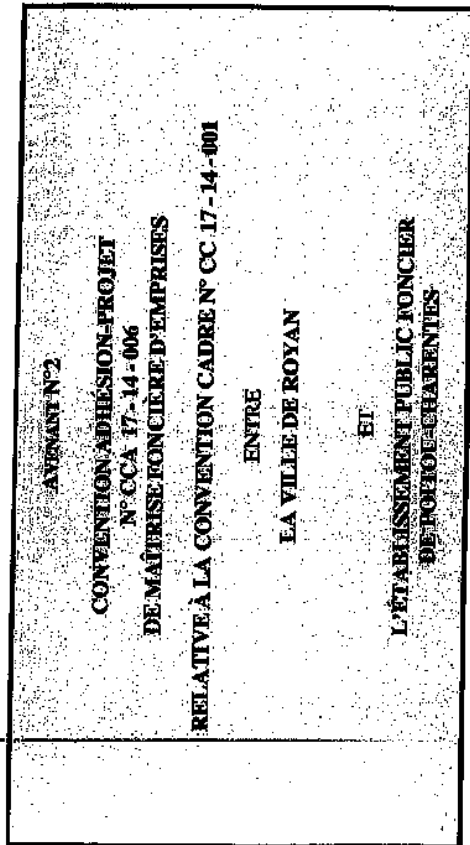 AVENANT N°2
CONVENTION ADHÉSION-PROJET
N° CCA 17 - 14 - 006
DE MAÎTRISE FONCIÈRE D'EMPRISES
RELATIVE À LA CONVENTION CADRE N° CC 17 - 14 - 001
ENTRE
LA VILLE DE ROYAN
ET
L'ÉTABLISSEMENT PUBLIC FONCIER
DE POITOU-CHARENTES